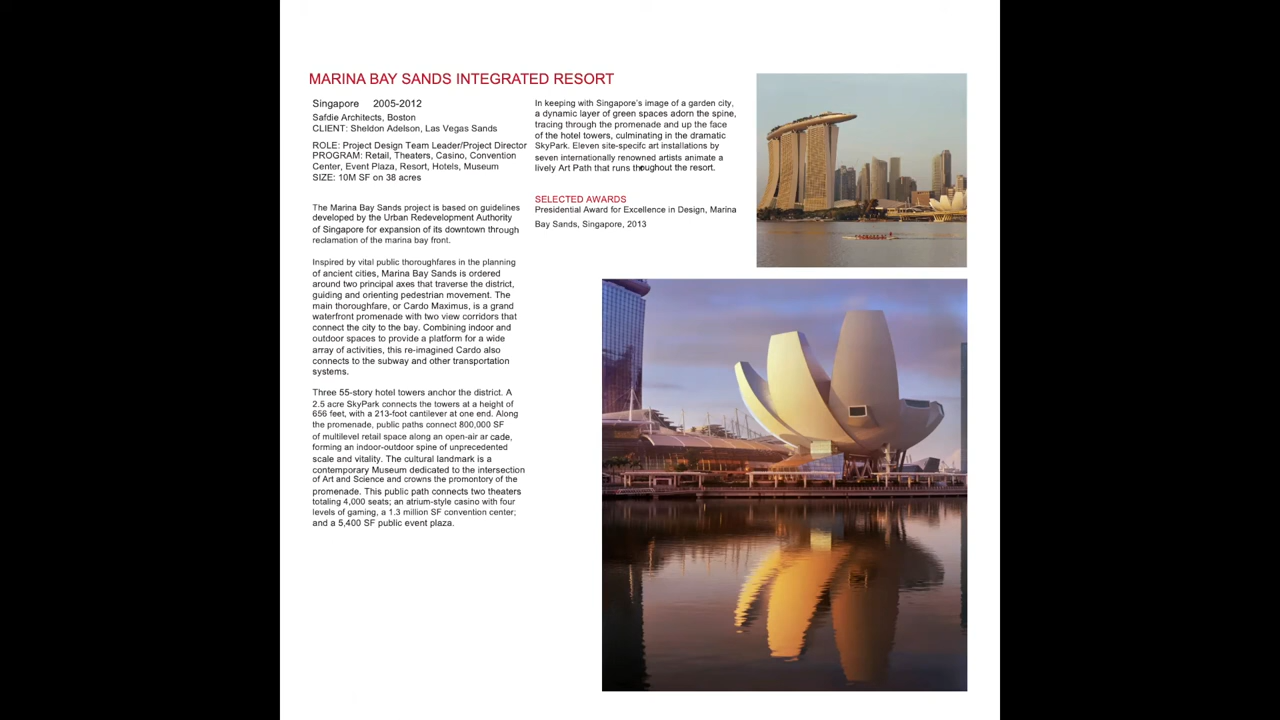 MARINA BAY SANDS INTEGRATED RESORT
Singapore 2005-2012
Safdie Architects, Boston
CLIENT: Sheldon Adelson, Las Vegas Sands
ROLE: Project Design Team Leader/Project Director
PROGRAM: Retail, Theaters, Casino, Convention
Center, Event Plaza, Resort, Hotels, Museum
SIZE: 10M SF on 38 acres
The Marina Bay Sands project is based on guidelines
developed by the Urban Redevelopment Authority
of Singapore for expansion of its downtown through
reclamation of the marina bay front.
Inspired by vital public thoroughfares in the planning
of ancient cities, Marina Bay Sands is ordered
around two principal axes that traverse the district,
guiding and orienting pedestrian movement. The
main thoroughfare, or Cardo Maximus, is a grand
waterfront promenade with two view corridors that
connect the city to the bay. Combining indoor and
outdoor spaces to provide a platform for a wide
array of activities, this re-imagined Cardo also
connects to the subway and other transportation
systems.
Three 55-story hotel towers anchor the district. A
2.5 acre SkyPark connects the towers at a height of
656 feet, with a 213-foot cantilever at one end. Along
the promenade, public paths connect 800,000 SF
of multilevel retail space along an open-air ar cade,
forming an indoor-outdoor spine of unprecedented
scale and vitality. The cultural landmark is a
contemporary Museum dedicated to the intersection
of Art and Science and crowns the promontory of the
promenade. This public path connects two theaters
totaling 4,000 seats; an atrium-style casino with four
levels of gaming, a 1.3 million SF convention center;
and a 5,400 SF public event plaza.
In keeping with Singapore's image of a garden city,
a dynamic layer of green spaces adorn the spine,
tracing through the promenade and up the face
of the hotel towers, culminating in the dramatic
SkyPark. Eleven site-specifc art installations by
seven internationally renowned artists animate a
lively Art Path that runs throughout the resort.
SELECTED AWARDS
Presidential Award for Excellence in Design, Marina
Bay Sands, Singapore, 2013